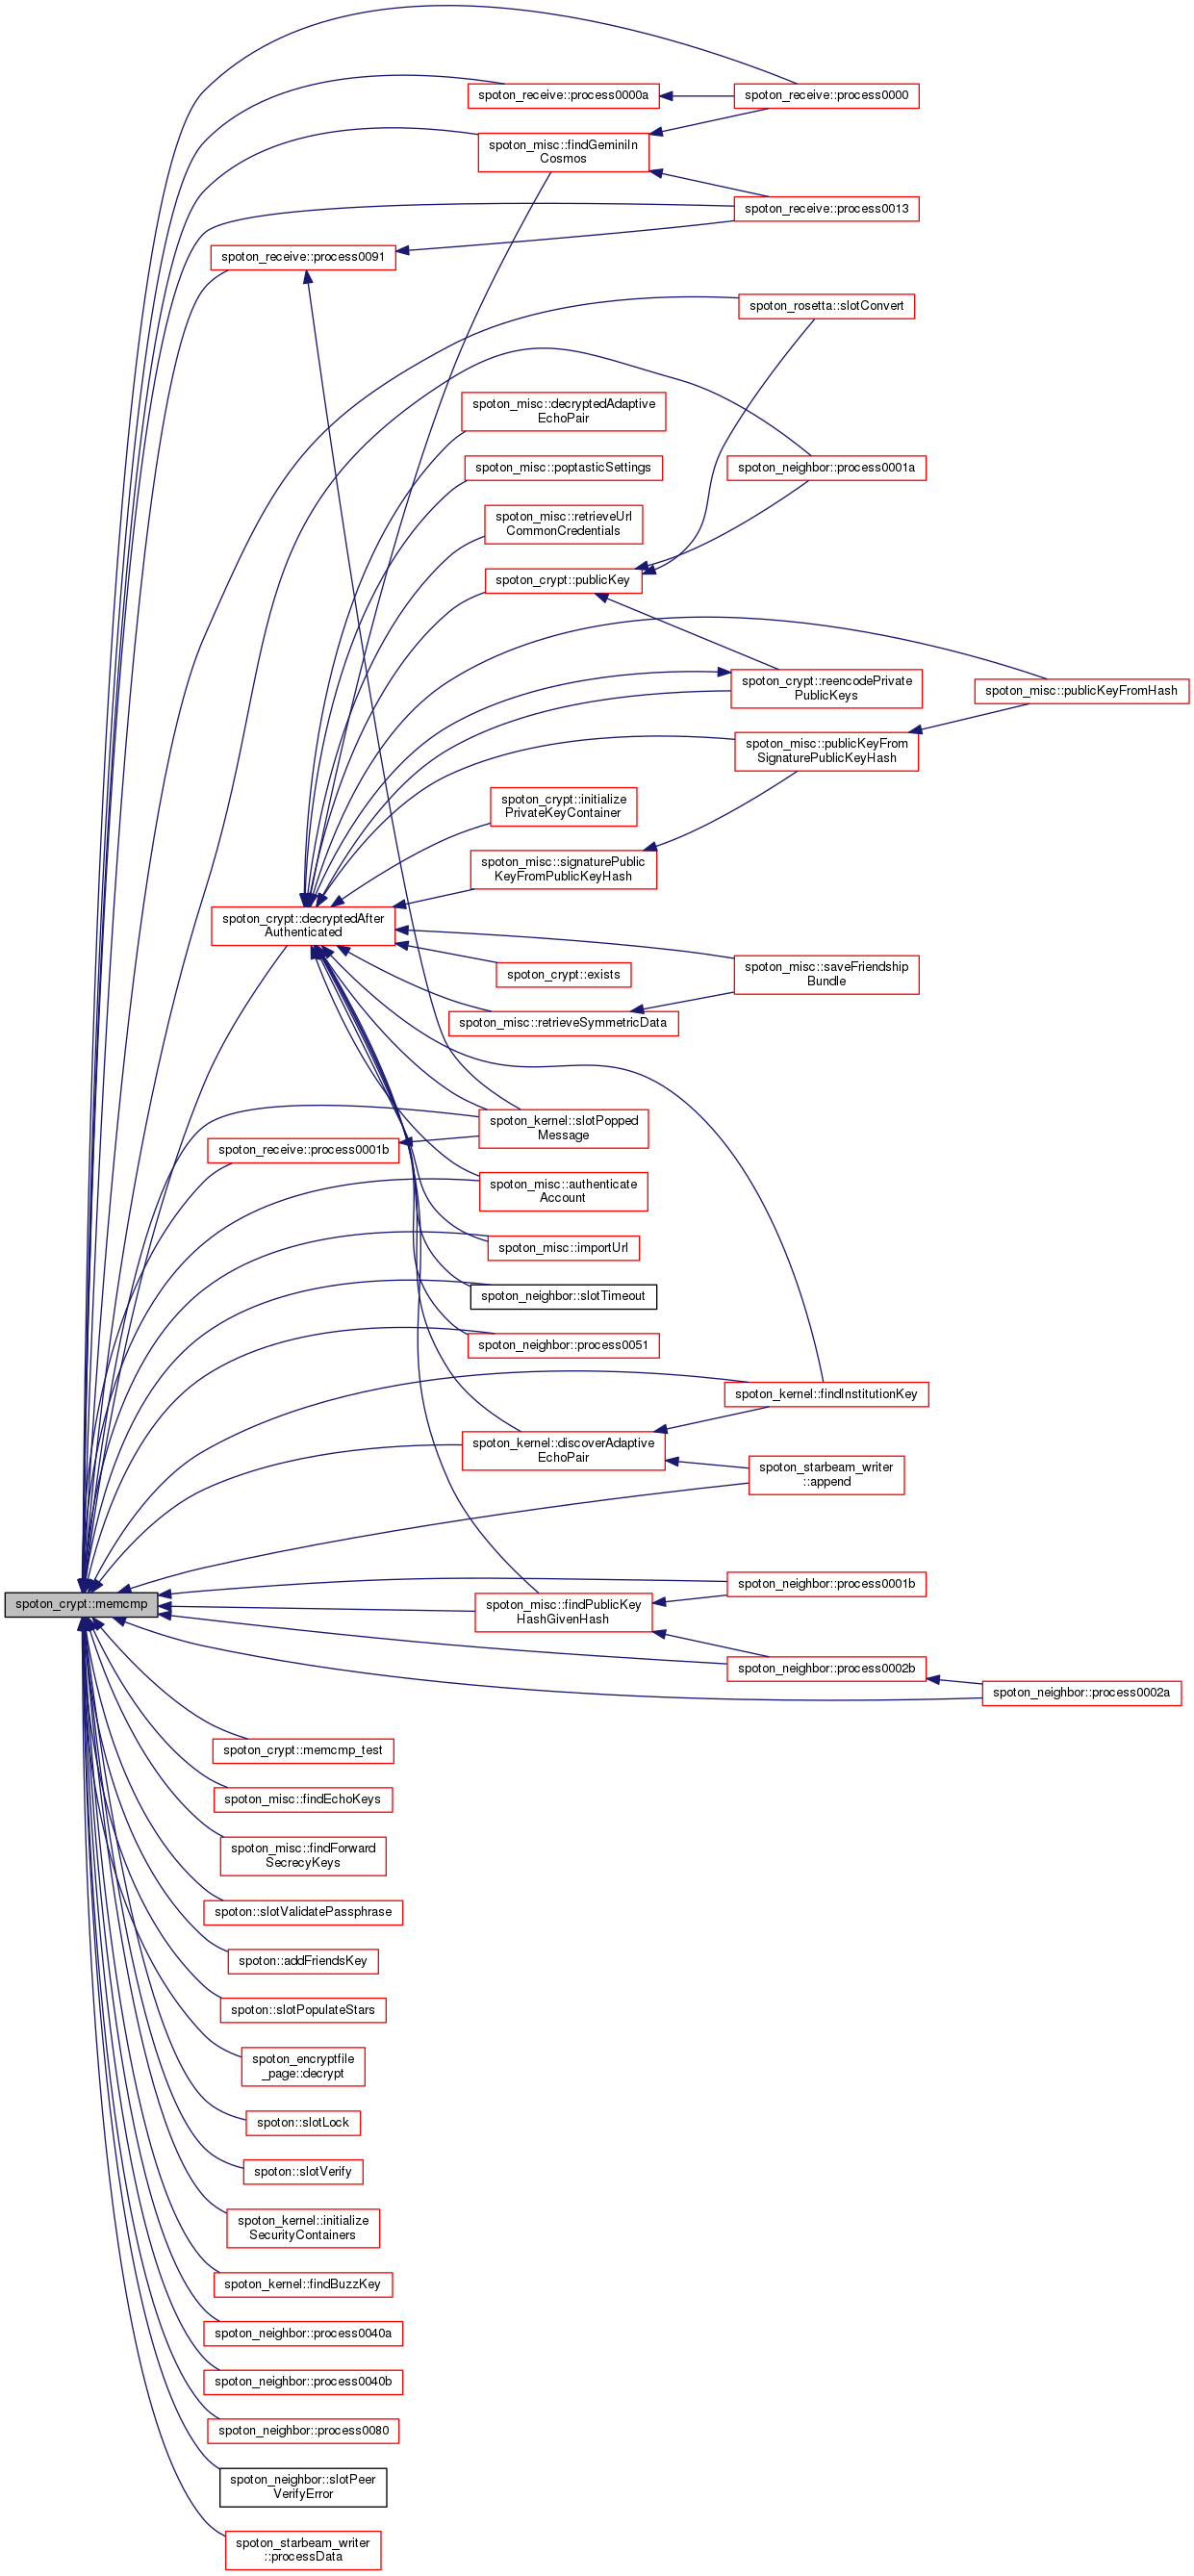 spoton_receive::process0000a
spoton_receive::process0000
spoton_misc::findGeminiIn
Cosmos
spoton_receive::process0013
spoton_receive::process0091
spoton_rosetta::slotConvert
spoton_misc::decryptedAdaptive
EchoPair
spoton_misc::poptasticSettings
spoton_neighbor::process0001a
spoton_misc::retrieveUrl
CommonCredentials
spoton_crypt::publicKey
spoton_crypt::reencodePrivate
PublicKeys
spoton_misc::publicKeyFromHash
spoton_misc::publicKeyFrom
SignaturePublicKeyHash
spoton_crypt::initialize
PrivateKeyContainer
spoton_misc::signaturePublic
KeyFromPublicKeyHash
spoton_crypt::decryptedAfter
Authenticated
spoton_misc::saveFriendship
Bundle
spoton_crypt::exists
spoton_misc::retrieveSymmetricData
spoton_kernel::slotPopped
Message
spoton_receive::process0001b
spoton_misc::authenticate
Account
spoton_misc::importUrl
spoton_neighbor::slotTimeout
spoton_neighbor::process0051
spoton_kernel::findInstitutionKey
spoton_kernel::discoverAdaptive
EchoPair
spoton_starbeam_writer
::append
spoton_neighbor::process0001b
spoton_crypt::memcmp
spoton_misc::findPublicKey
HashGivenHash
spoton_neighbor::process0002b
spoton_neighbor::process0002a
spoton_crypt::memcmp_test
spoton_misc::findEchoKeys
spoton_misc::findForward
SecrecyKeys
spoton::slotValidatePassphrase
spoton::addFriendsKey
spoton::slotPopulateStars
spoton_encryptfile
_page::decrypt
spoton::slotLock
spoton::slotVerify
spoton_kernel::initialize
SecurityContainers
spoton_kernel::findBuzzKey
spoton_neighbor::process0040a
spoton_neighbor::process0040b
spoton_neighbor::process0080
spoton_neighbor::slotPeer
VerifyError
spoton_starbeam_writer
::processData